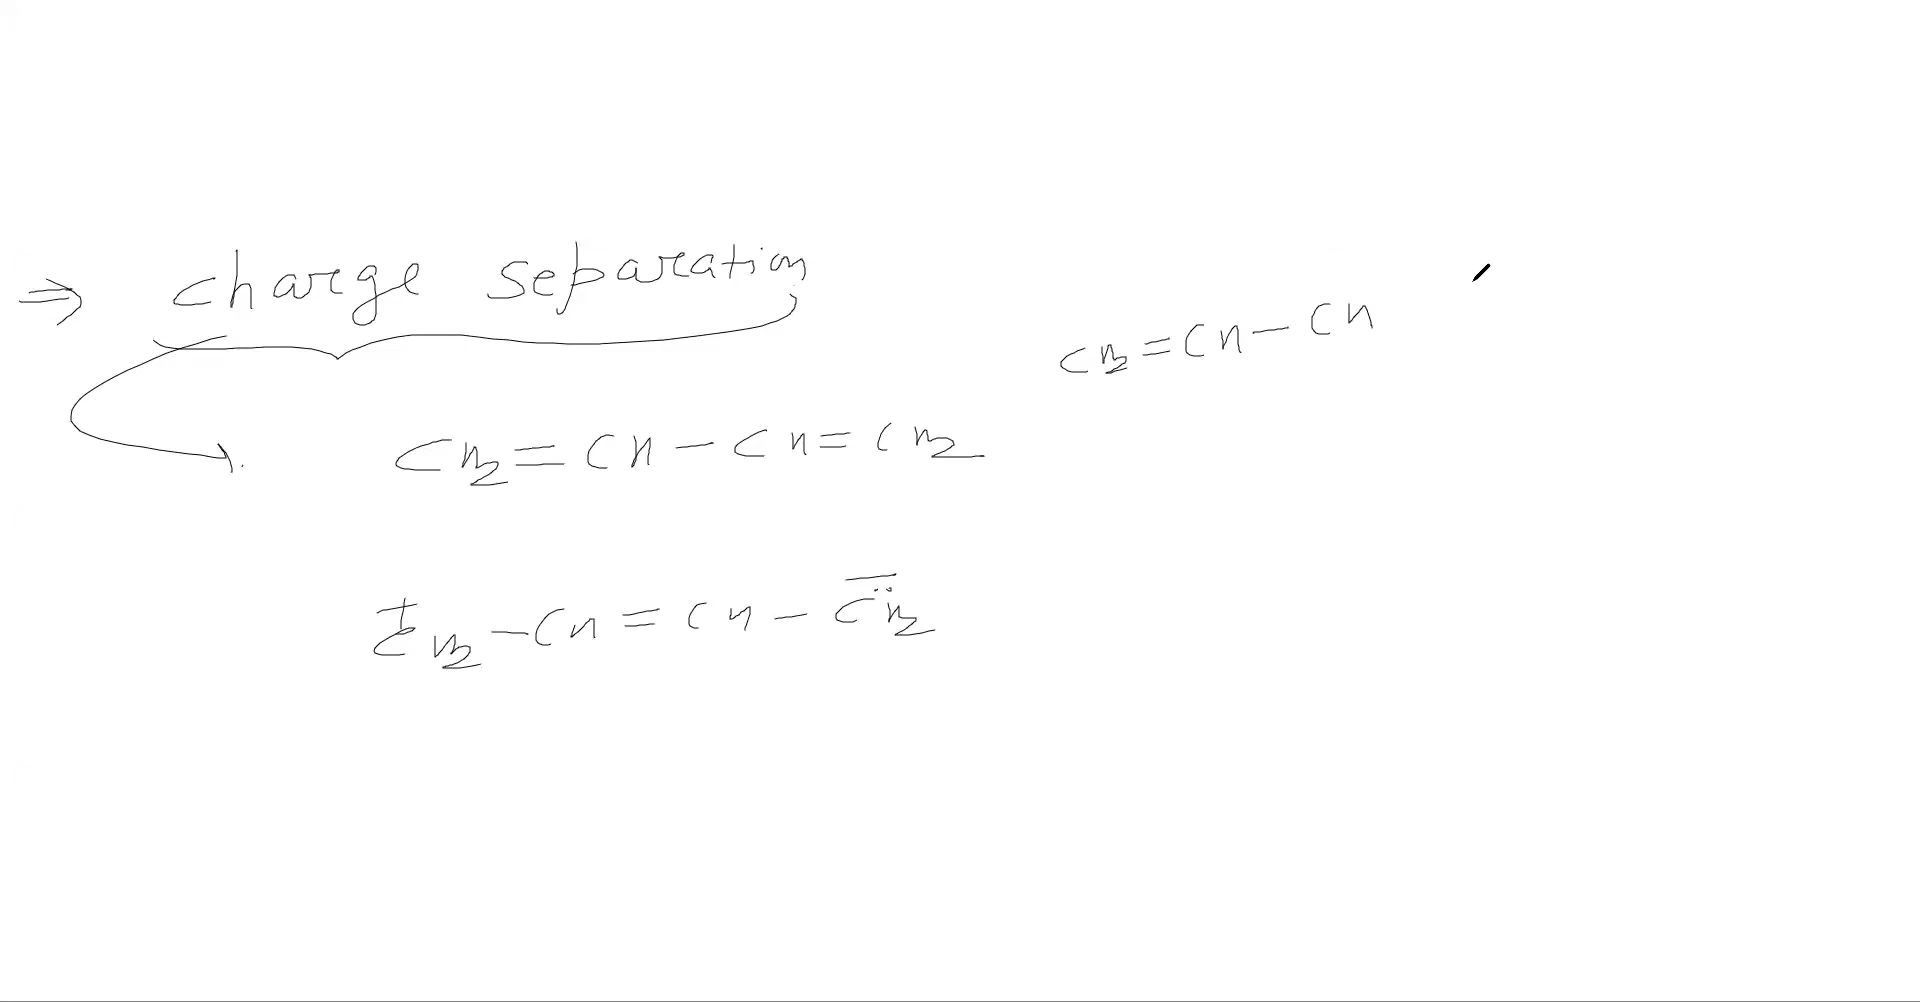 ⇒ charge separation
CH2=CH-CH
CH2=CH-CH=CH2
+CH2-CH=CH-C̈H2−